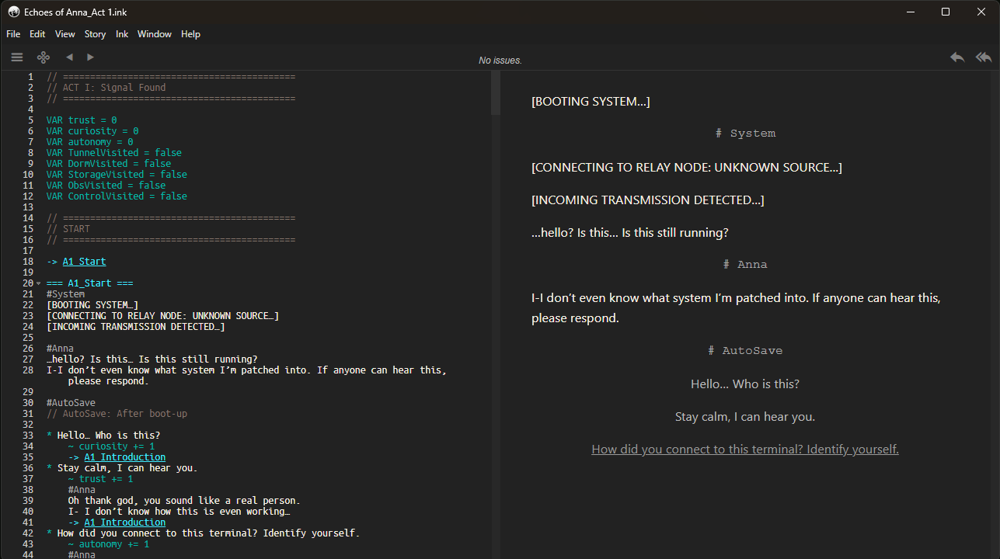 Echoes of Anna_Act 1.ink
File Edit View Story Ink Window Help
No issues.
1 // ===========================================
2 // ACT I: Signal Found
3 // ===========================================
4
5 VAR trust = 0
6 VAR curiosity = 0
7 VAR autonomy = 0
8 VAR TunnelVisited = false
9 VAR DormVisited = false
10 VAR StorageVisited = false
11 VAR ObsVisited = false
12 VAR ControlVisited = false
13
14 // ===========================================
15 // START
16 // ===========================================
17
18 -> A1_Start
19
20 === A1_Start ===
21 #System
22 [BOOTING SYSTEM…]
23 [CONNECTING TO RELAY NODE: UNKNOWN SOURCE…]
24 [INCOMING TRANSMISSION DETECTED…]
25
26 #Anna
27 …hello? Is this… Is this still running?
28 I-I don’t even know what system I’m patched into. If anyone can hear this,
please respond.
29
30 #AutoSave
31 // AutoSave: After boot-up
32
33 * Hello… Who is this?
34 ~ curiosity += 1
35 -> A1_Introduction
36 * Stay calm, I can hear you.
37 ~ trust += 1
38 #Anna
39 Oh thank god, you sound like a real person.
40 I- I don’t know how this is even working…
41 -> A1_Introduction
42 * How did you connect to this terminal? Identify yourself.
43 ~ autonomy += 1
44 #Anna
[BOOTING SYSTEM…]
# System
[CONNECTING TO RELAY NODE: UNKNOWN SOURCE…]
[INCOMING TRANSMISSION DETECTED…]
…hello? Is this… Is this still running?
# Anna
I-I don’t even know what system I’m patched into. If anyone can hear this,
please respond.
# AutoSave
Hello… Who is this?
Stay calm, I can hear you.
How did you connect to this terminal? Identify yourself.